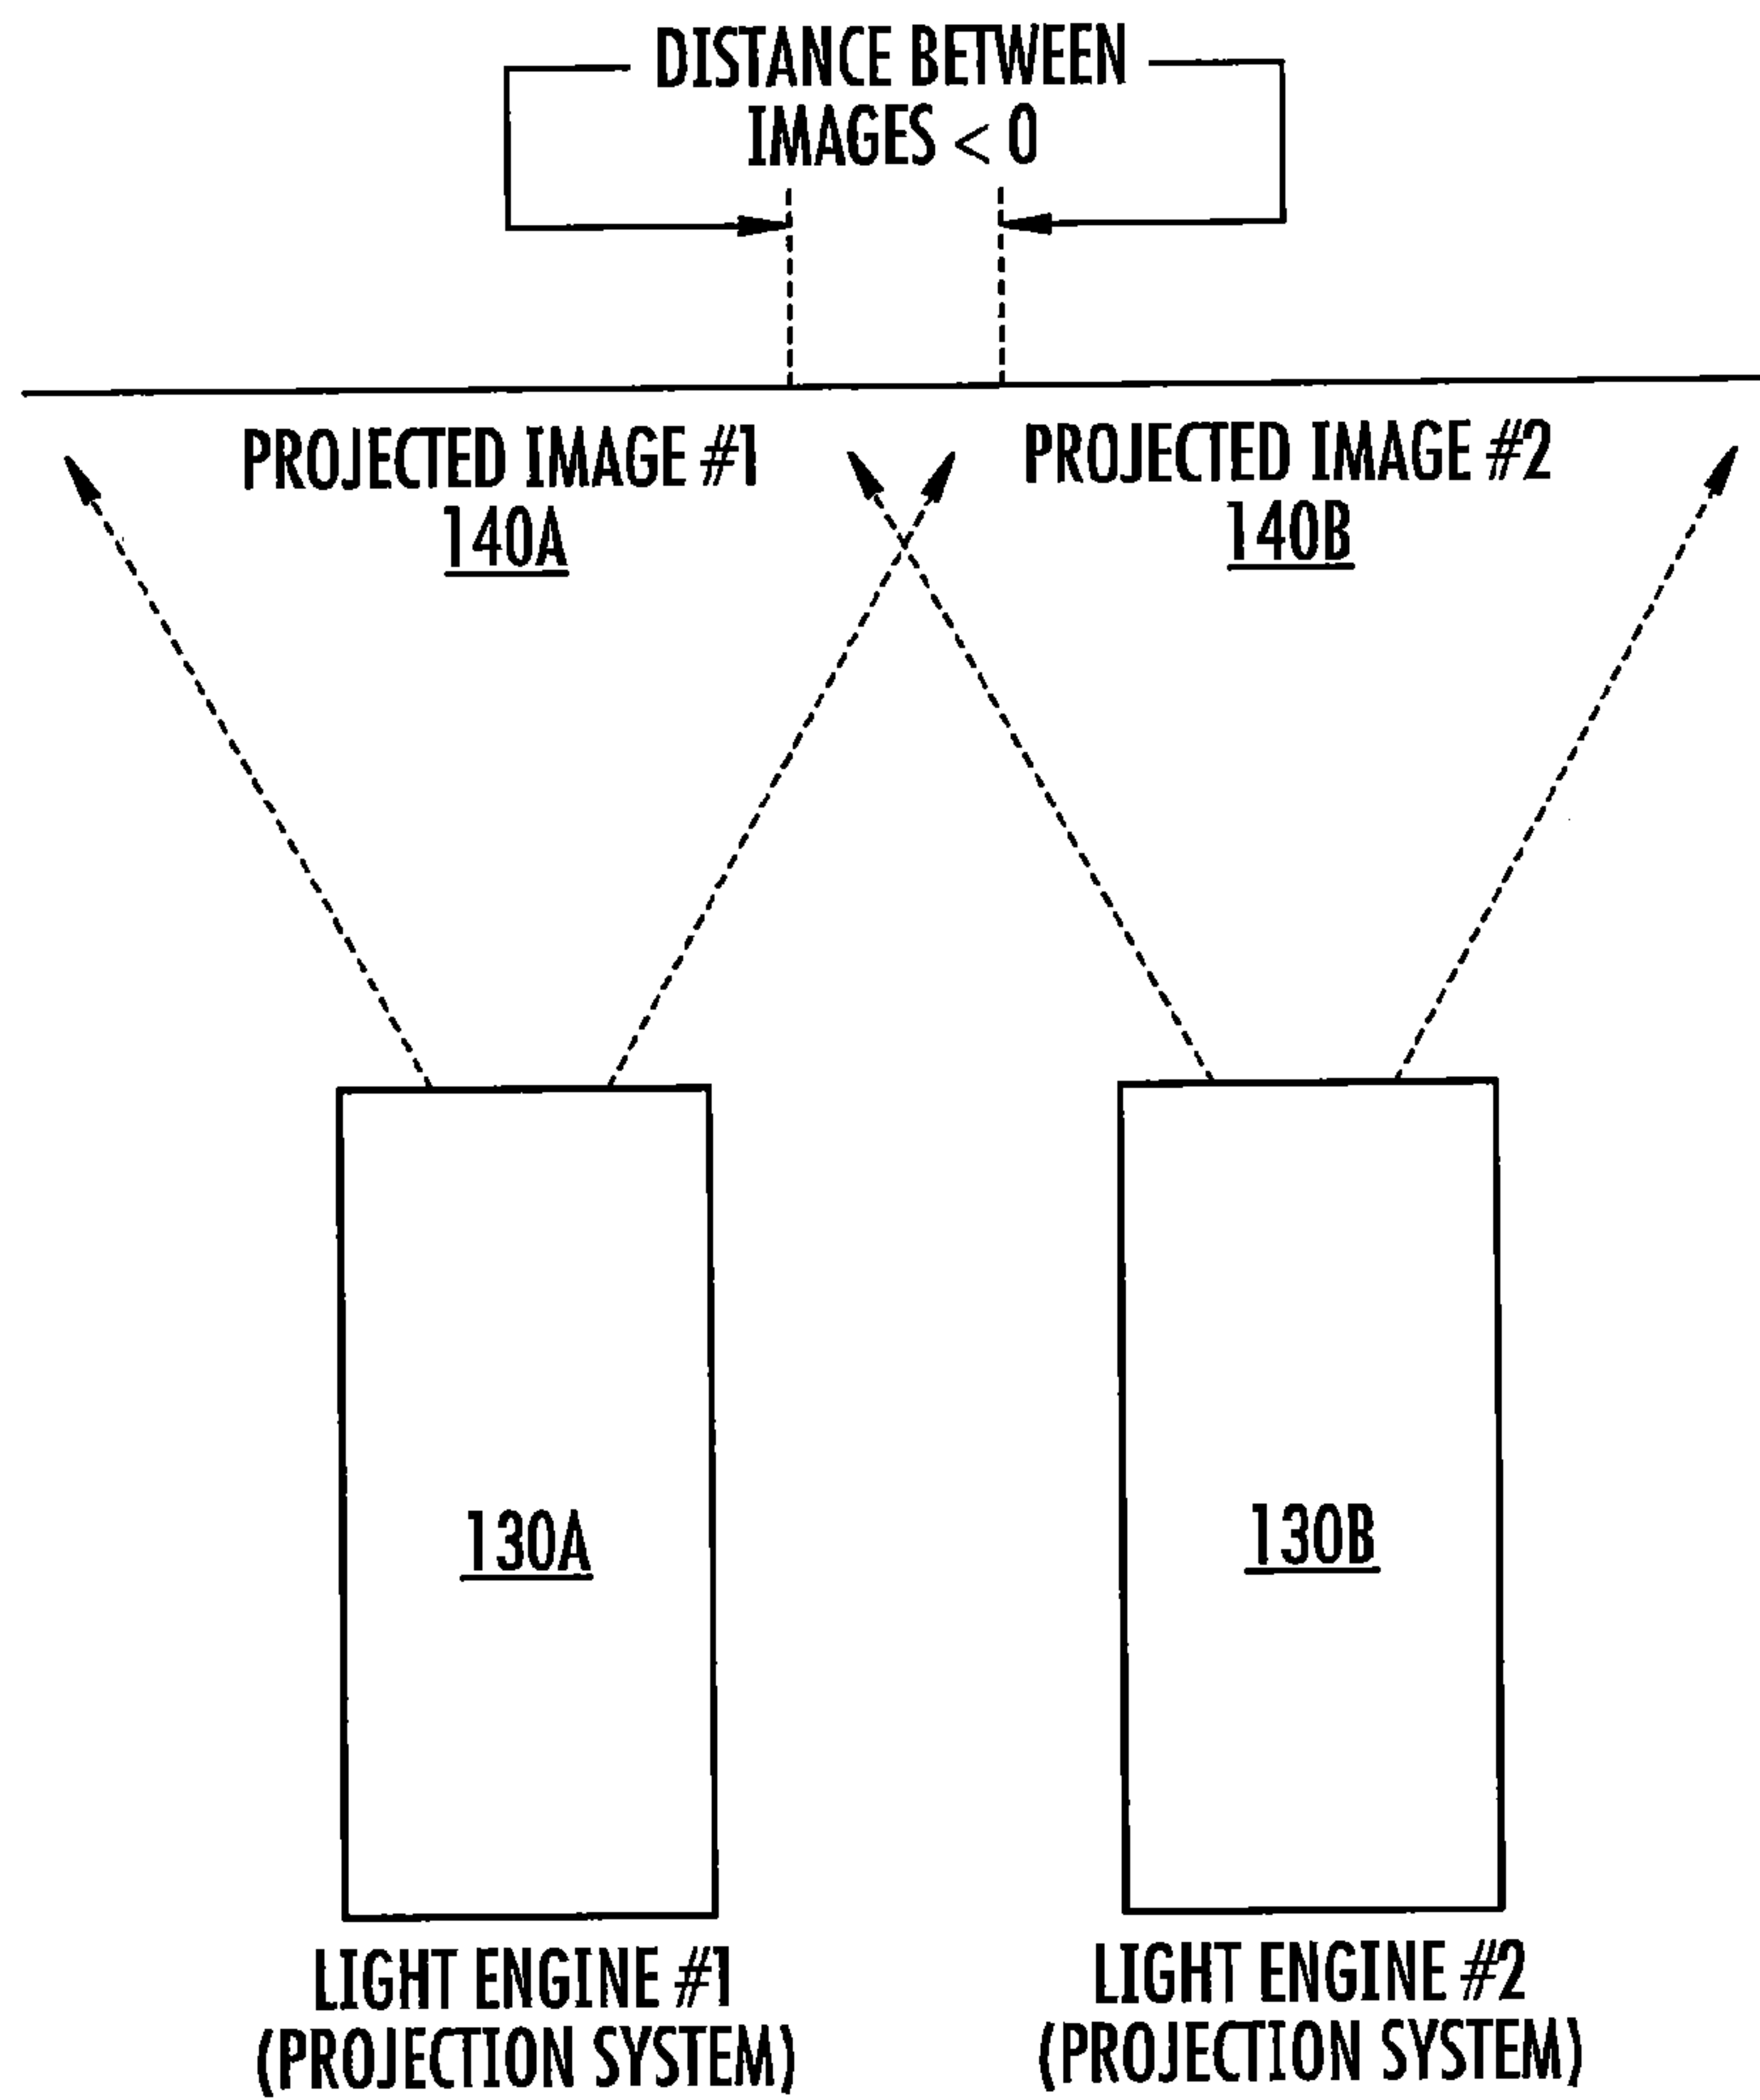 DISTANCE BETWEEN
IMAGES < 0
PROJECTED IMAGE #1
140A
PROJECTED IMAGE #2
140B
130A
130B
LIGHT ENGINE #1
(PROJECTION SYSTEM)
LIGHT ENGINE #2
(PROJECTION SYSTEM)